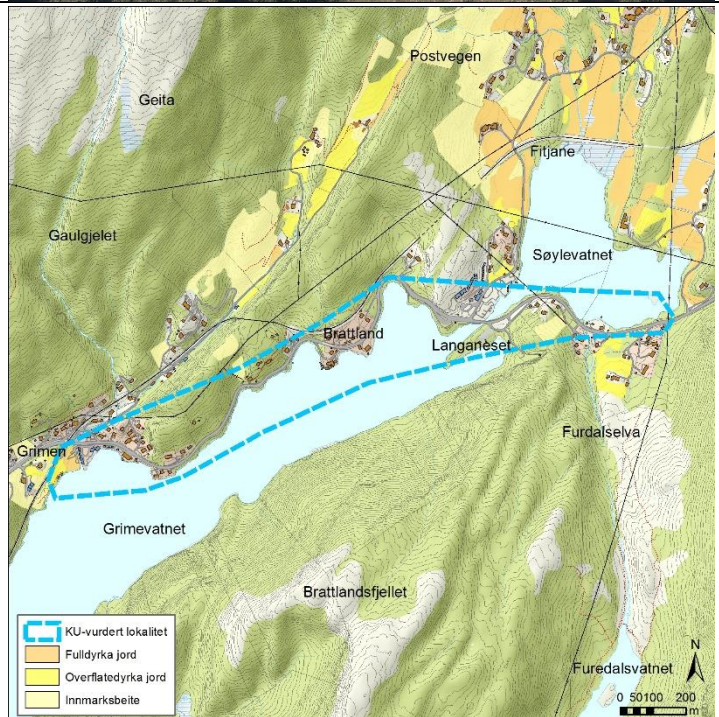 Postvegen
Geita
Fitjane
Gaulgjelet
Søylevatnet
Brattland
Langaneset
Grimen
Furdalselva
Grimevatnet
Brattlandsfjellet
KU-vurdert lokalitet
Fulldyrka jord
Overflatedyrka jord
Innmarksbeite
Furedalsvatnet
N
0 50100 200
m